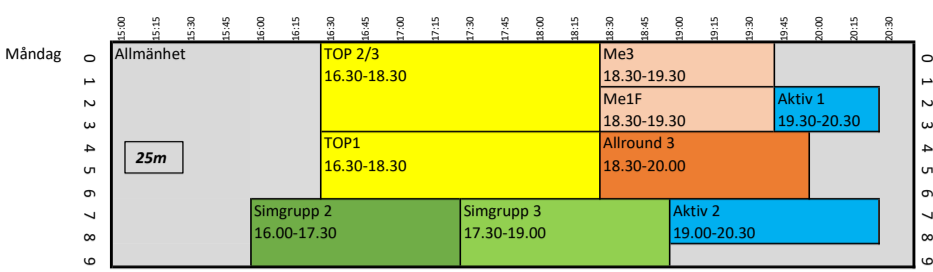 15:00 15:15 15:30 15:45 16:00 16:15 16:30 16:45 17:00 17:15 17:30 17:45 18:00 18:15 18:30 18:45 19:00 19:15 19:30 19:45 20:00 20:15 20:30
Måndag
0 Allmänhet TOP 2/3 Me3 0
1 16.30-18.30 18.30-19.30 1
2 Me1F Aktiv 1 2
3 18.30-19.30 19.30-20.30 3
4 TOP1 Allround 3 4
5 25m 16.30-18.30 18.30-20.00 5
6 6
7 Simgrupp 2 Simgrupp 3 Aktiv 2 7
8 16.00-17.30 17.30-19.00 19.00-20.30 8
9 9